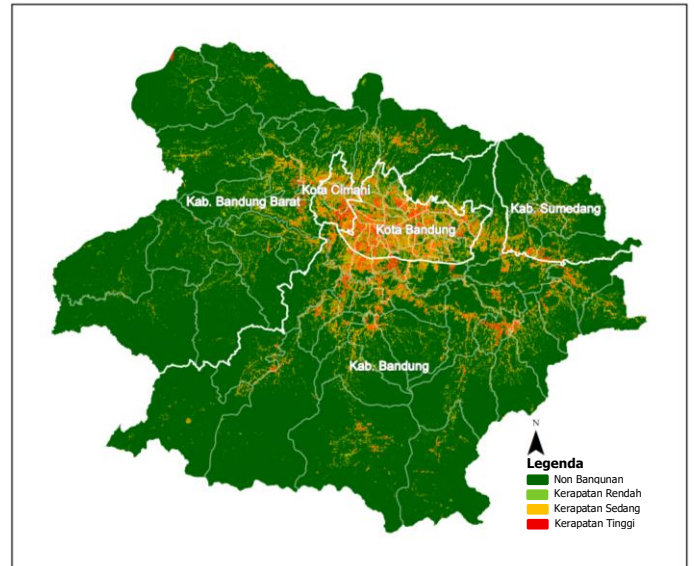 Kota Cimahi
Kab. Bandung Barat
Kab. Sumedang
Kota Bandung
Kab. Bandung
N
Legenda
Non Bangunan
Kerapatan Rendah
Kerapatan Sedang
Kerapatan Tinggi